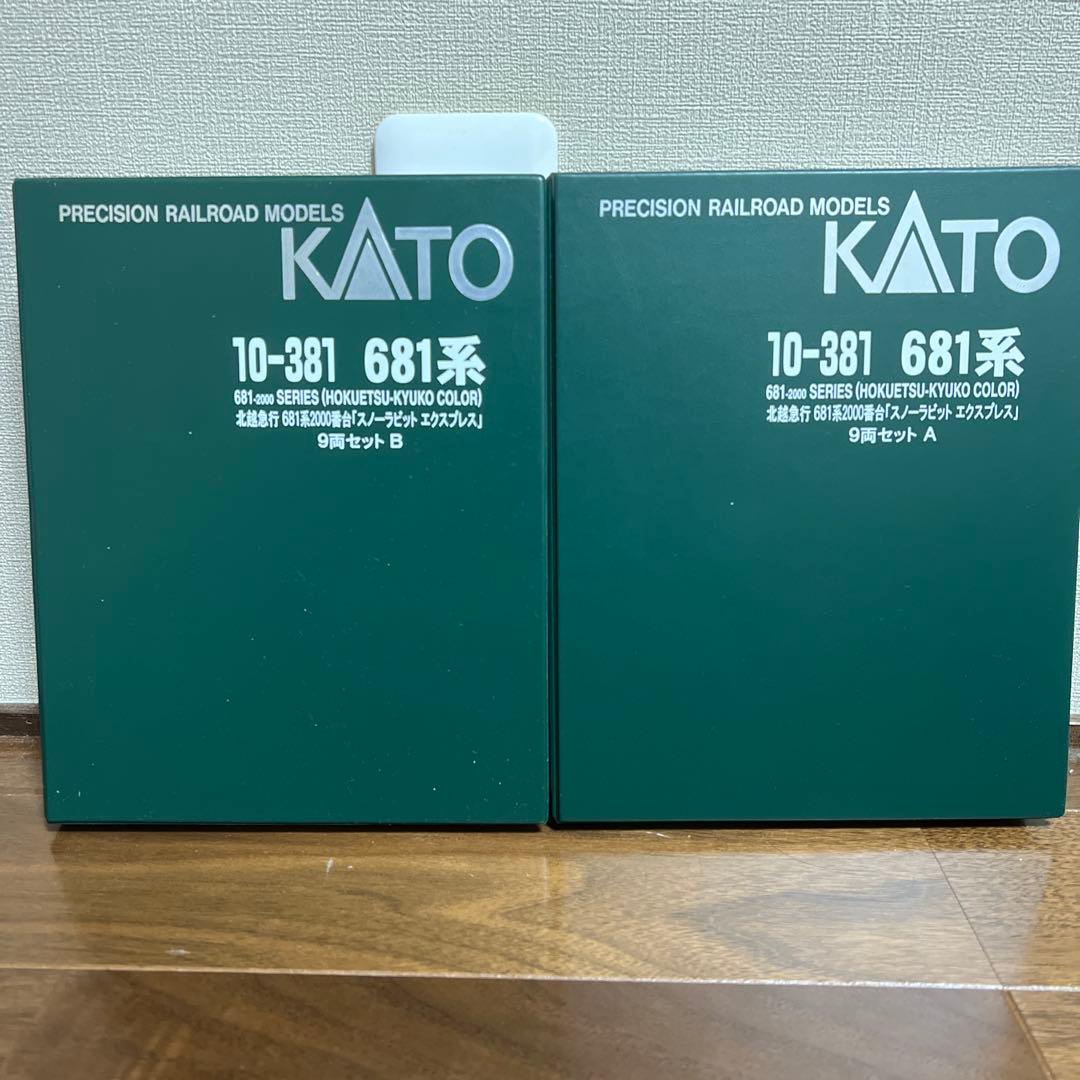 PRECISION RAILROAD MODELS
KATO
10-381 681系
681-2000 SERIES (HOKUETSU-KYUKO COLOR)
北越急行 681系2000番台「スノーラビット エクスプレス」
9両セット B
PRECISION RAILROAD MODELS
KATO
10-381 681系
681-2000 SERIES (HOKUETSU-KYUKO COLOR)
北越急行 681系2000番台「スノーラビット エクスプレス」
9両セット A